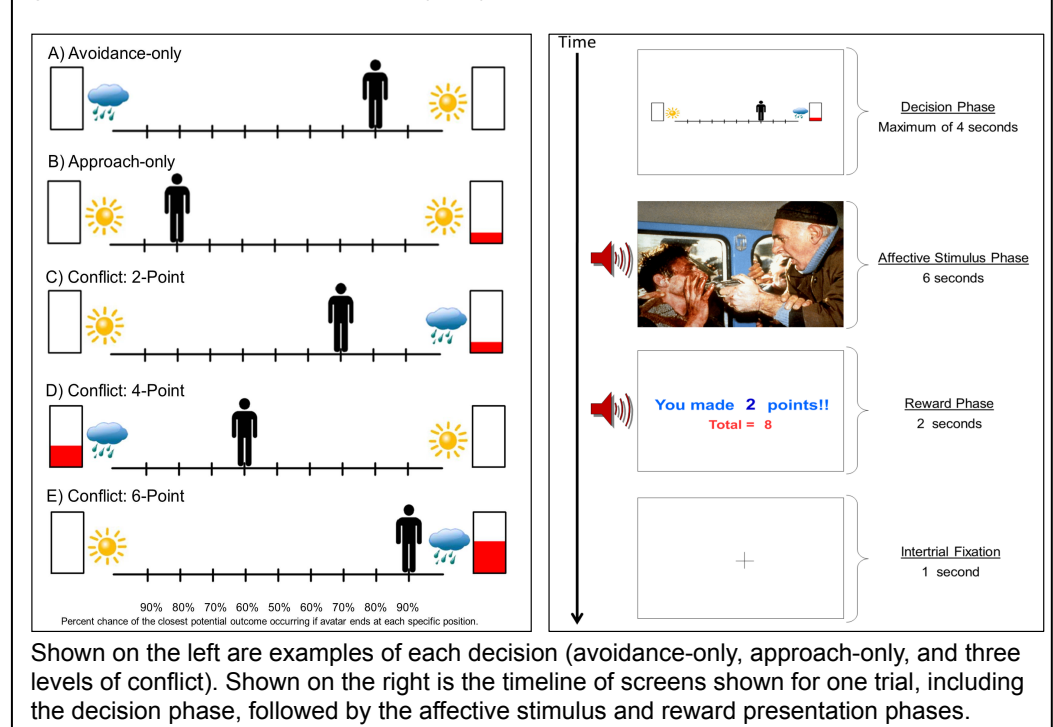 A) Avoidance-only
B) Approach-only
C) Conflict: 2-Point
D) Conflict: 4-Point
E) Conflict: 6-Point
90% 80% 70% 60% 50% 60% 70% 80% 90%
Percent chance of the closest potential outcome occurring if avatar ends at each specific position.
Time
Decision Phase
Maximum of 4 seconds
Affective Stimulus Phase
6 seconds
You made 2 points!!
Total = 8
Reward Phase
2 seconds
Intertrial Fixation
1 second
Shown on the left are examples of each decision (avoidance-only, approach-only, and three
levels of conflict). Shown on the right is the timeline of screens shown for one trial, including
the decision phase, followed by the affective stimulus and reward presentation phases.